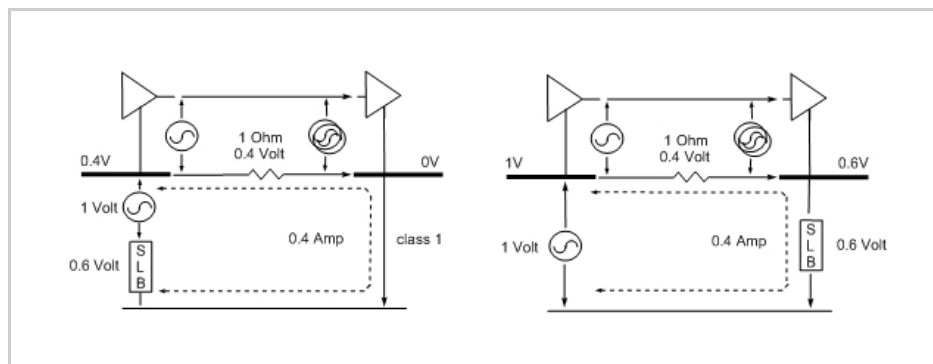 1 Ohm
0.4 Volt
0.4V
0V
1 Volt
0.4 Amp
class 1
0.6 Volt
S
L
B
1 Ohm
0.4 Volt
1V
0.6V
1 Volt
0.4 Amp
S
L
B
0.6 Volt